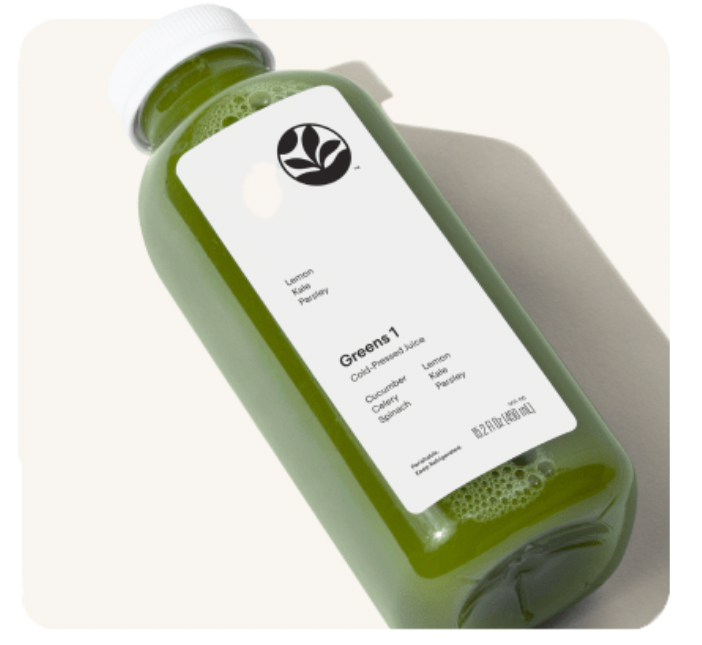 Lemon
Kale
Parsley
Greens 1
Cold-Pressed Juice
Cucumber
Celery
Spinach
Lemon
Kale
Parsley
15.2 Fl Oz (450 mL)
Perishable.
Keep Refrigerated